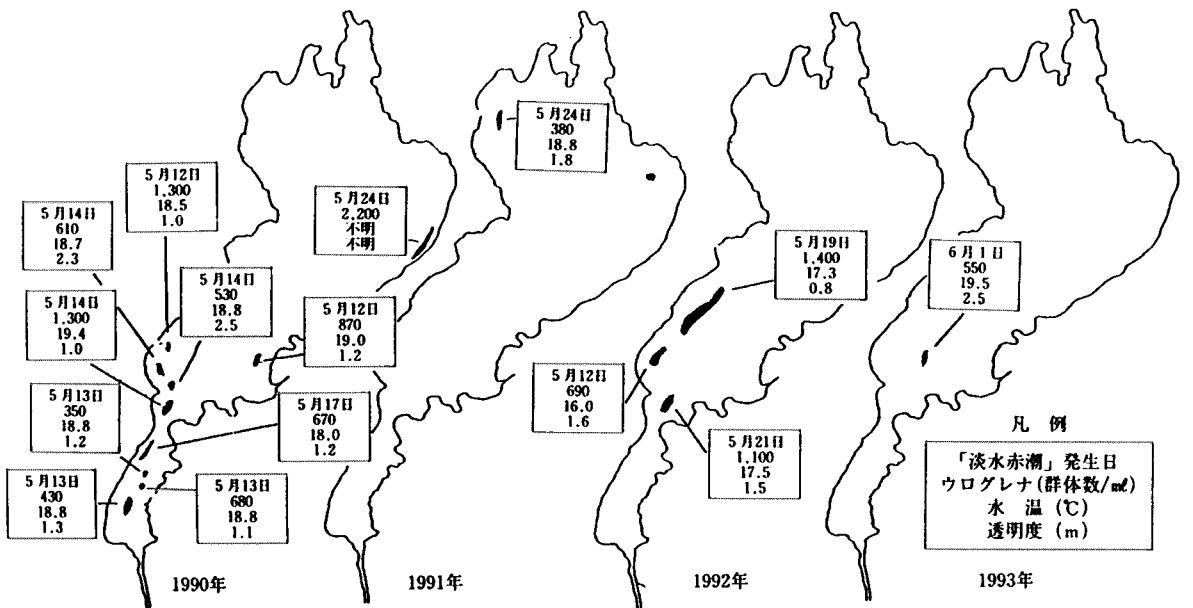 5月12日
1,300
18.5
1.0
5月14日
610
18.7
2.3
5月14日
1,300
19.4
1.0
5月14日
530
18.8
2.5
5月13日
350
18.8
1.2
5月13日
430
18.8
1.3
5月13日
680
18.8
1.1
5月17日
670
18.0
1.2
5月12日
870
19.0
1.2
5月24日
2,200
不明
不明
1990年
5月24日
380
18.8
1.8
1991年
5月19日
1,400
17.3
0.8
5月12日
690
16.0
1.6
5月21日
1,100
17.5
1.5
1992年
6月1日
550
19.5
2.5
1993年
凡 例
「淡水赤潮」発生日
ウログレナ(群体数/㎖)
水 温 (℃)
透明度 (m)